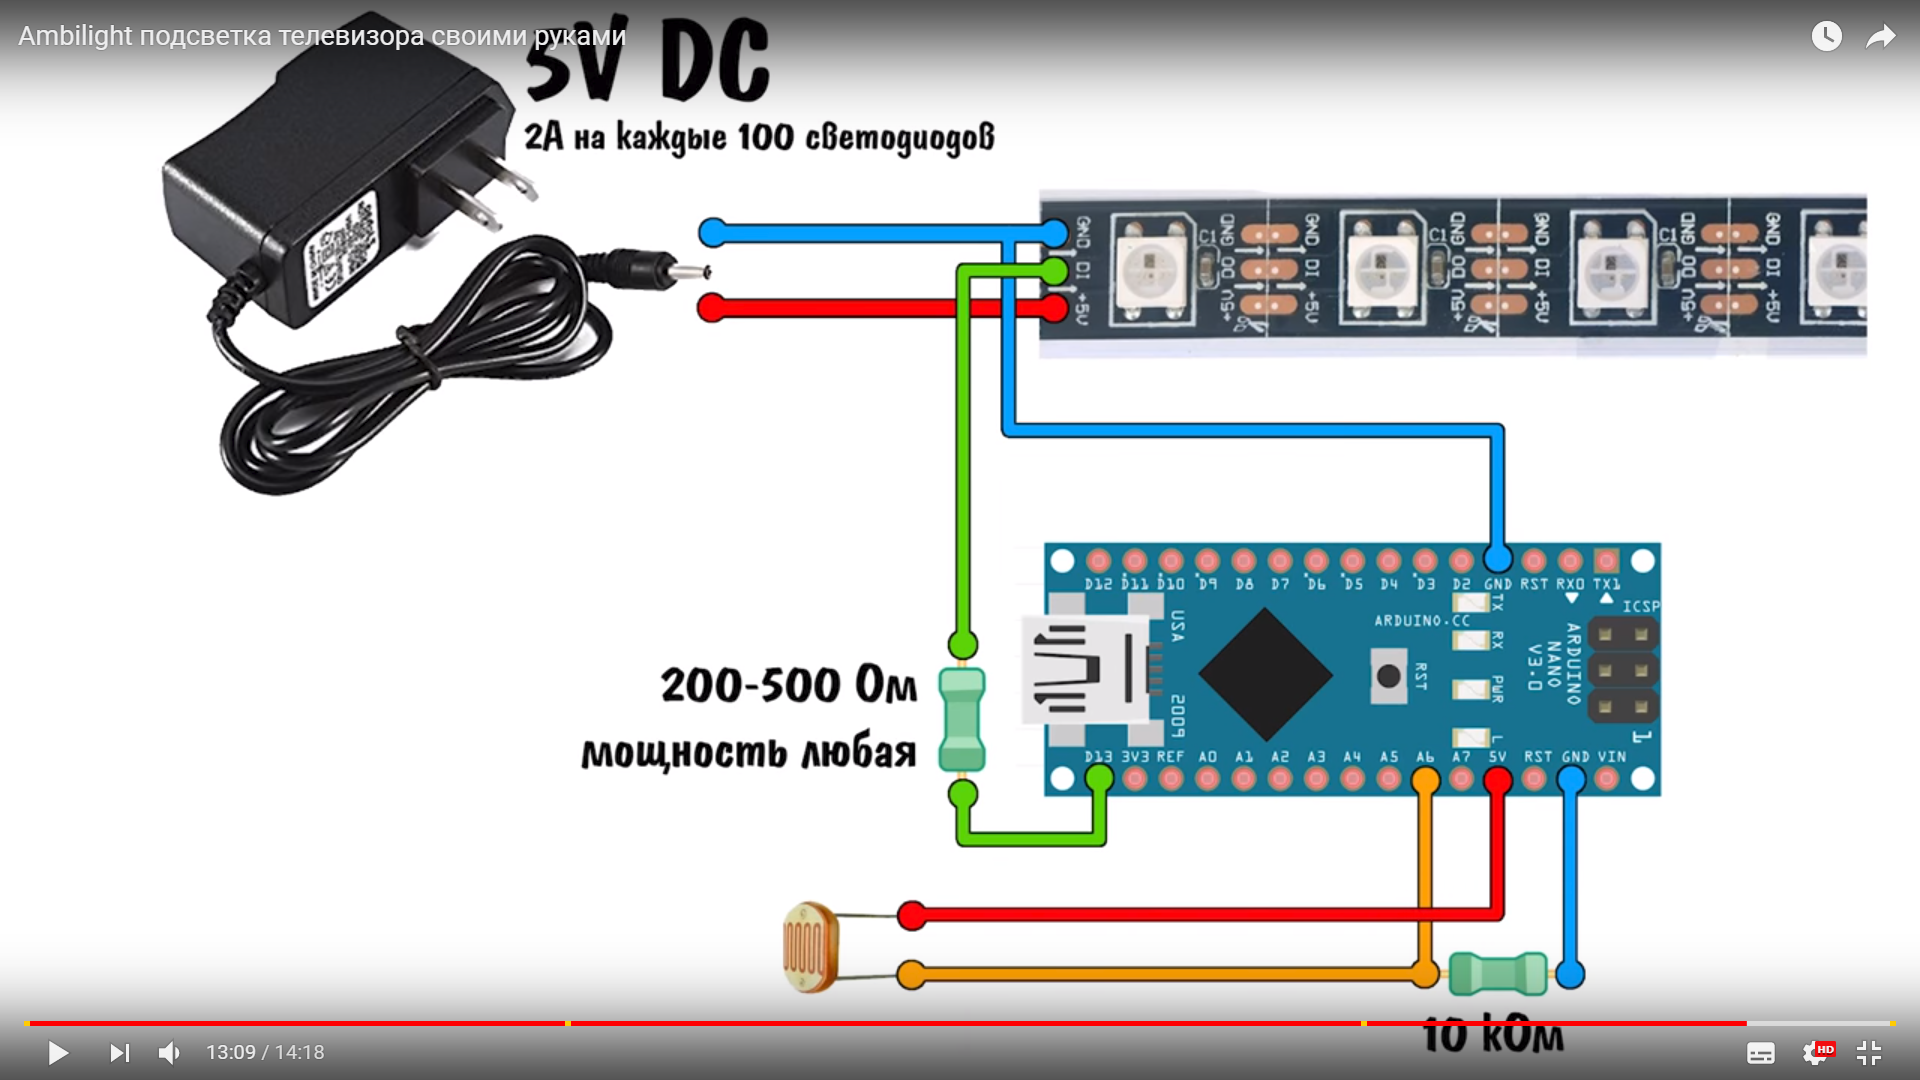 Ambilight подсветка телевизора своими руками
5V DC
2А на каждые 100 светодиодов
GND
DI
+5V
C1
GND
DO
+5V
GND
DI
+5V
C1
GND
DO
+5V
GND
DI
+5V
C1
GND
DO
+5V
GND
DI
+5V
D12 D11 D10 D9 D8 D7 D6 D5 D4 D3 D2 GND RST RX0 TX1
USA
TX
ICSP
ARDUINO.CC
RX
ARDUINO
NANO
V3.0
RST
PWR
2009
L
1
200-500 Ом
мощность любая
D13 3V3 REF A0 A1 A2 A3 A4 A5 A6 A7 5V RST GND VIN
10 kОм
13:09 / 14:18
HD